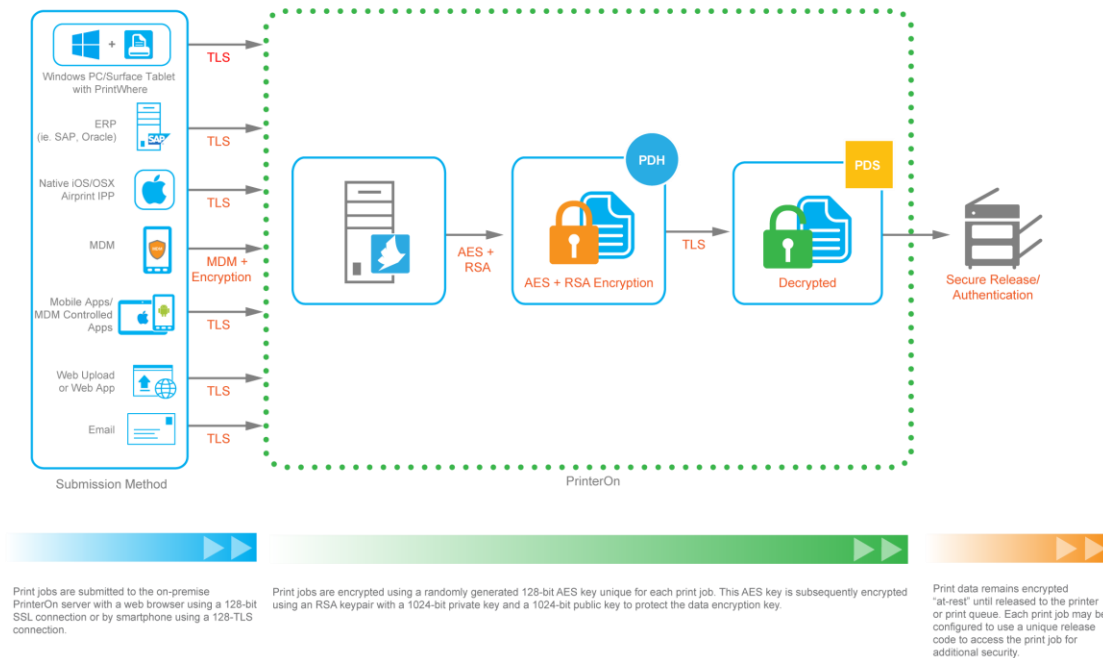 TLS
Windows PC/Surface Tablet
with PrintWhere
ERP
(ie. SAP, Oracle)
SAP
TLS
Native iOS/OSX
Airprint IPP
TLS
MDM
MDM
MDM +
Encryption
Mobile Apps/
MDM Controlled
Apps
TLS
Web Upload
or Web App
TLS
Email
TLS
Submission Method
AES +
RSA
PDH
AES + RSA Encryption
TLS
PDS
Decrypted
Secure Release/
Authentication
PrinterOn
Print jobs are submitted to the on-premise
PrinterOn server with a web browser using a 128-bit
SSL connection or by smartphone using a 128-TLS
connection.
Print jobs are encrypted using a randomly generated 128-bit AES key unique for each print job. This AES key is subsequently encrypted
using an RSA keypair with a 1024-bit private key and a 1024-bit public key to protect the data encryption key.
Print data remains encrypted
“at-rest” until released to the printer
or print queue. Each print job may be
configured to use a unique release
code to access the print job for
additional security.